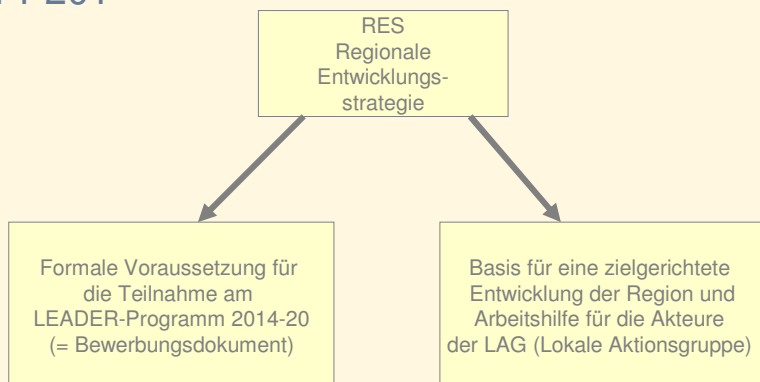 RES
Regionale
Entwicklungs-
strategie
Formale Voraussetzung für
die Teilnahme am
LEADER-Programm 2014-20
(= Bewerbungsdokument)
Basis für eine zielgerichtete
Entwicklung der Region und
Arbeitshilfe für die Akteure
der LAG (Lokale Aktionsgruppe)